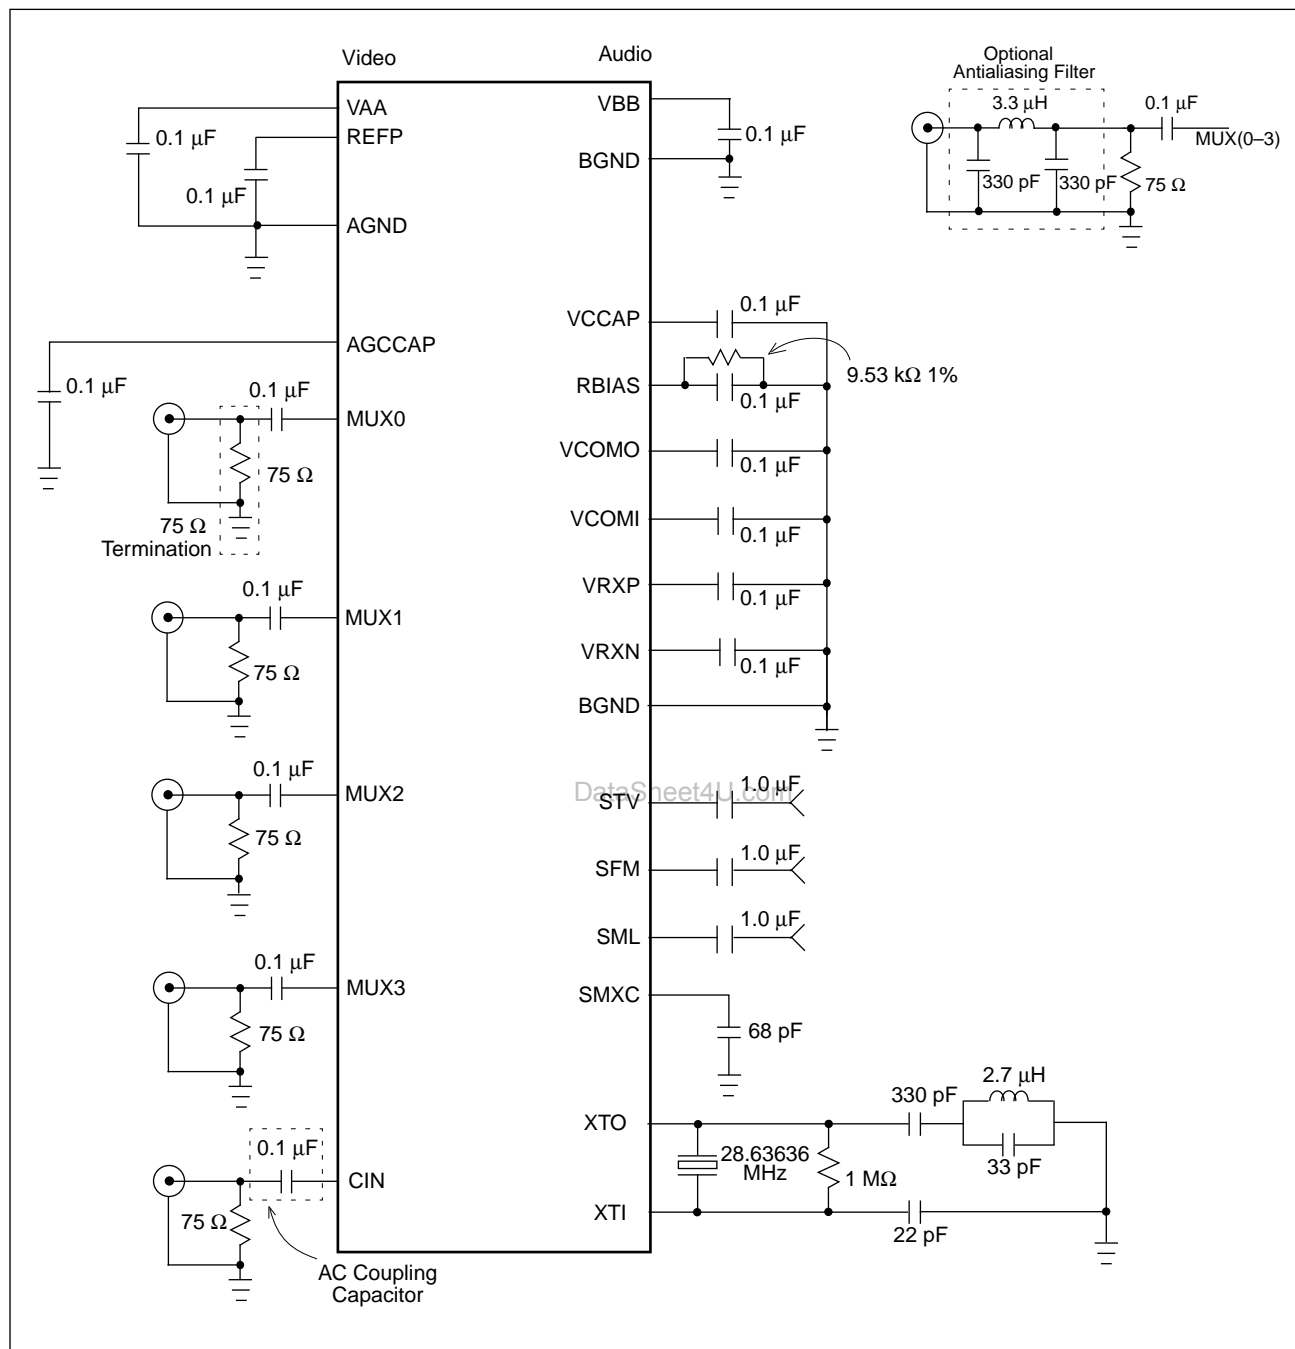 Video
Audio
Optional
Antialiasing Filter
VAA
REFP
0.1 µF
0.1 µF
AGND
VBB
BGND
0.1 µF
3.3 µH
0.1 µF
MUX(0–3)
330 pF
330 pF
75 Ω
AGCCAP
0.1 µF
0.1 µF
MUX0
75 Ω
75 Ω
Termination
0.1 µF
MUX1
75 Ω
0.1 µF
MUX2
75 Ω
0.1 µF
MUX3
75 Ω
0.1 µF
CIN
75 Ω
AC Coupling
Capacitor
VCCAP
0.1 µF
9.53 kΩ 1%
RBIAS
0.1 µF
VCOMO
0.1 µF
VCOMI
0.1 µF
VRXP
0.1 µF
VRXN
0.1 µF
BGND
DataSheet4U.com
STV
1.0 µF
SFM
1.0 µF
SML
1.0 µF
SMXC
68 pF
XTO
330 pF
2.7 µH
33 pF
28.63636
MHz
1 MΩ
XTI
22 pF